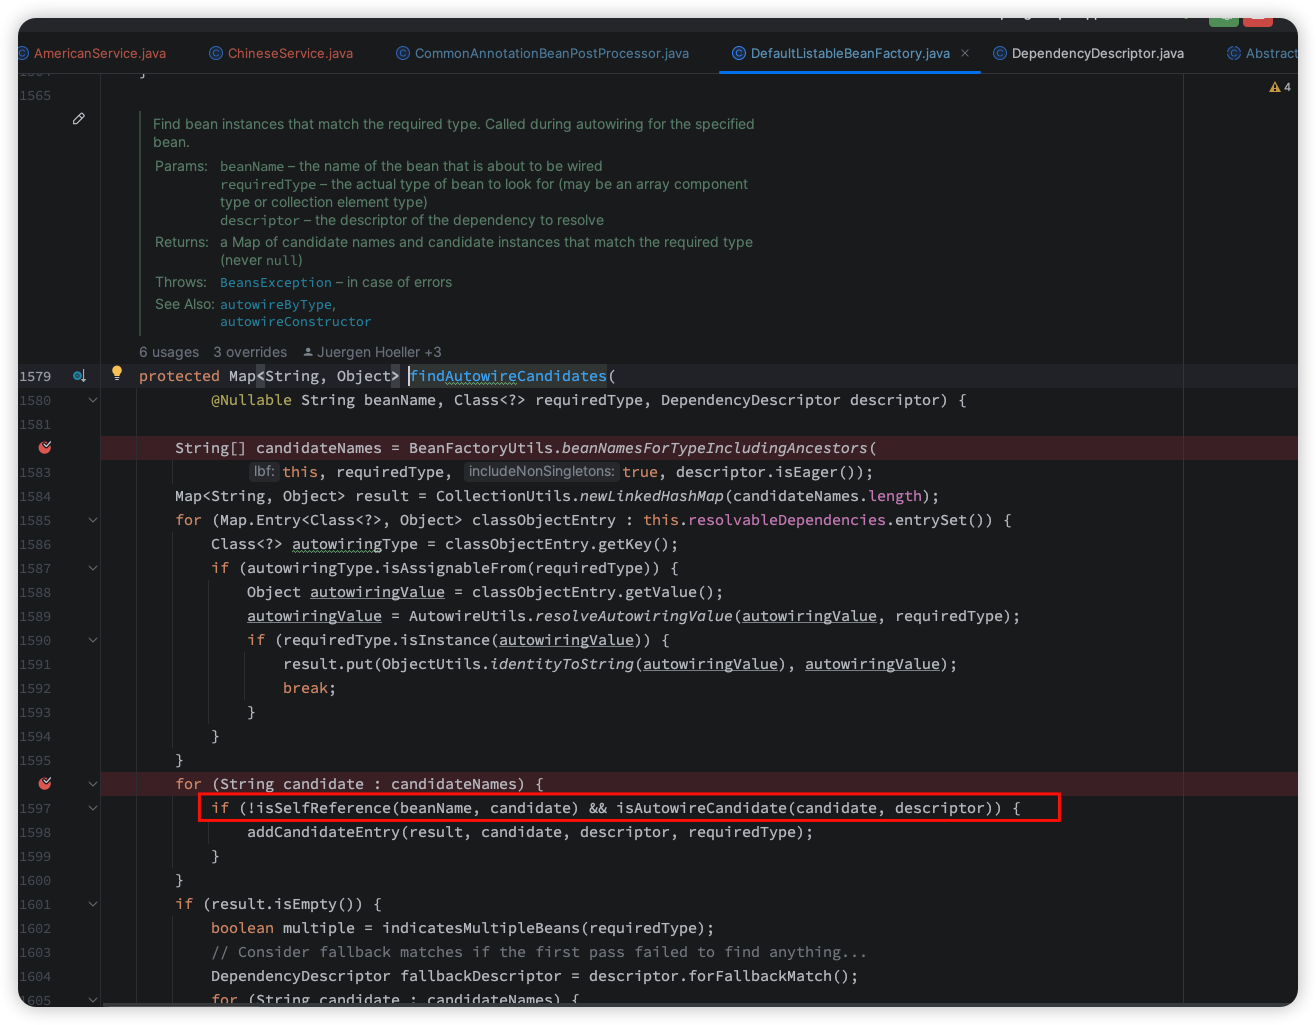 AmericanService.java ChineseService.java CommonAnnotationBeanPostProcessor.java DefaultListableBeanFactory.java × DependencyDescriptor.java Abstract
}
1565
4
Find bean instances that match the required type. Called during autowiring for the specified
bean.
Params: beanName – the name of the bean that is about to be wired
requiredType – the actual type of bean to look for (may be an array component
type or collection element type)
descriptor – the descriptor of the dependency to resolve
Returns: a Map of candidate names and candidate instances that match the required type
(never null)
Throws: BeansException – in case of errors
See Also: autowireByType,
autowireConstructor
6 usages 3 overrides Juergen Hoeller +3
1579 protected Map<String, Object> findAutowireCandidates(
1580 @Nullable String beanName, Class<?> requiredType, DependencyDescriptor descriptor) {
1581
String[] candidateNames = BeanFactoryUtils.beanNamesForTypeIncludingAncestors(
1583 lbf: this, requiredType, includeNonSingletons: true, descriptor.isEager());
1584 Map<String, Object> result = CollectionUtils.newLinkedHashMap(candidateNames.length);
1585 for (Map.Entry<Class<?>, Object> classObjectEntry : this.resolvableDependencies.entrySet()) {
1586 Class<?> autowiringType = classObjectEntry.getKey();
1587 if (autowiringType.isAssignableFrom(requiredType)) {
1588 Object autowiringValue = classObjectEntry.getValue();
1589 autowiringValue = AutowireUtils.resolveAutowiringValue(autowiringValue, requiredType);
1590 if (requiredType.isInstance(autowiringValue)) {
1591 result.put(ObjectUtils.identityToString(autowiringValue), autowiringValue);
1592 break;
1593 }
1594 }
1595 }
for (String candidate : candidateNames) {
1597 if (!isSelfReference(beanName, candidate) && isAutowireCandidate(candidate, descriptor)) {
1598 addCandidateEntry(result, candidate, descriptor, requiredType);
1599 }
1600 }
1601 if (result.isEmpty()) {
1602 boolean multiple = indicatesMultipleBeans(requiredType);
1603 // Consider fallback matches if the first pass failed to find anything...
1604 DependencyDescriptor fallbackDescriptor = descriptor.forFallbackMatch();
1605 for (String candidate : candidateNames) {